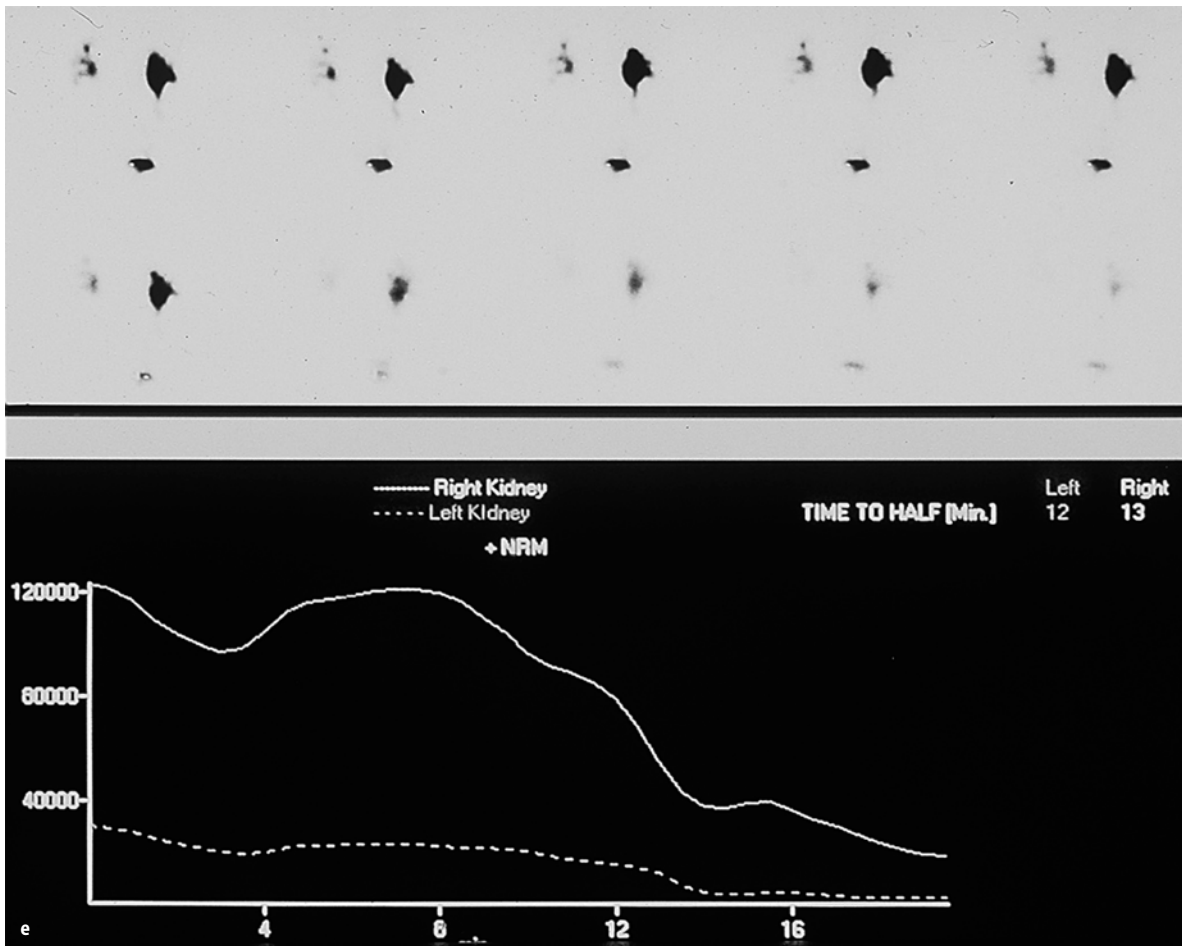 Right Kidney
Left KIdney
+ NRM
Left Right
TIME TO HALF [Min.] 12 13
120000
80000
40000
4 8 12 16
e